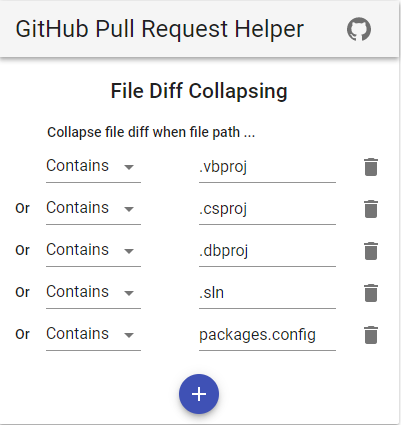 GitHub Pull Request Helper
File Diff Collapsing
Collapse file diff when file path ...
Contains .vbproj
Or Contains .csproj
Or Contains .dbproj
Or Contains .sln
Or Contains packages.config
+